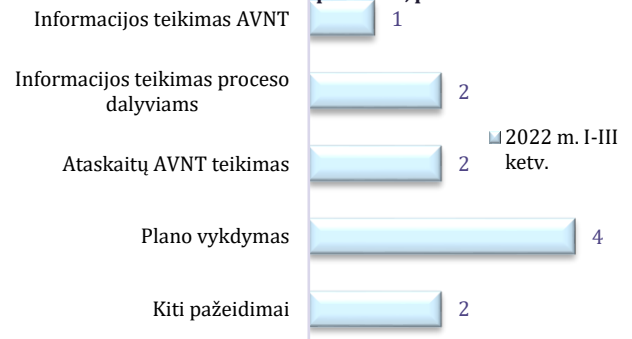 Informacijos teikimas AVNT
1
Informacijos teikimas proceso
dalyviams
2
Ataskaitų AVNT teikimas
2
Plano vykdymas
4
Kiti pažeidimai
2
2022 m. I-III
ketv.